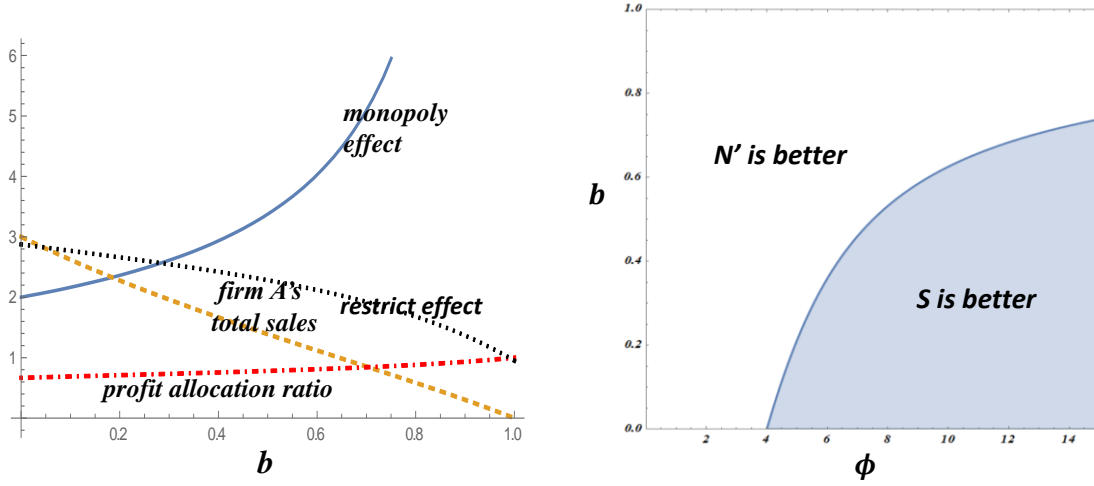 6
5
4
3
2
1
0.2 0.4 0.6 0.8 1.0
monopoly
effect
firm A's
total sales
restrict effect
profit allocation ratio
b
1.0
0.8
0.6
0.4
0.2
0.0
2 4 6 8 10 12 14
N' is better
S is better
b
ϕ